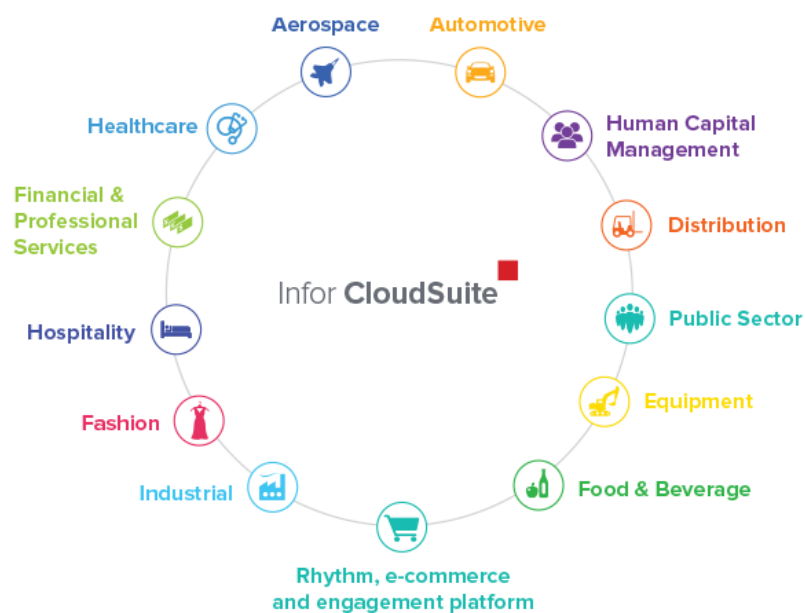 Aerospace
Automotive
Healthcare
Human Capital
Management
Financial &
Professional
Services
Distribution
Infor CloudSuite
Hospitality
Public Sector
Fashion
Equipment
Industrial
Food & Beverage
Rhythm, e-commerce
and engagement platform